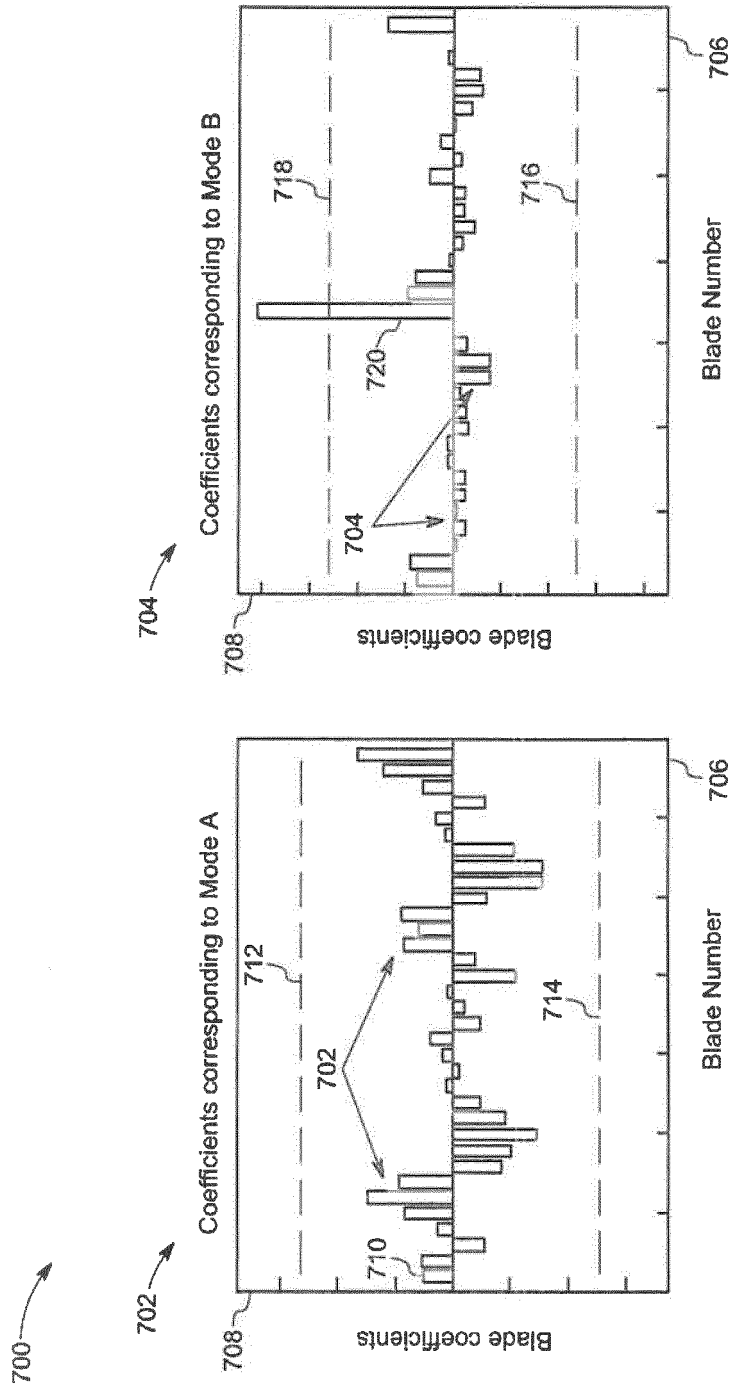 700
702
Coefficients corresponding to Mode A
708
Blade coefficients
710
702
712
714
706
Blade Number
704
Coefficients corresponding to Mode B
708
Blade coefficients
704
720
718
716
706
Blade Number